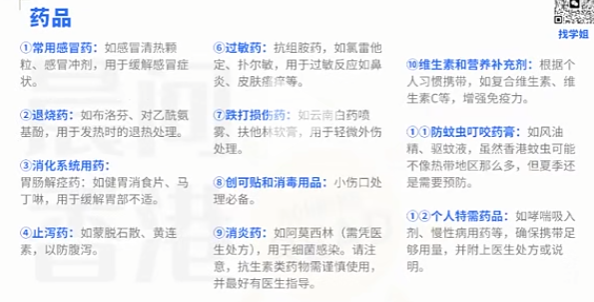 药品
找学姐
①常用感冒药：如感冒清热颗
粒、感冒冲剂，用于缓解感冒症
状。
②退烧药：如布洛芬、对乙酰氨
基酚，用于发热时的退热处理。
③消化系统用药：
胃肠解痉药：如健胃消食片、马
丁啉，用于缓解胃部不适。
④止泻药：如蒙脱石散、黄连
素，以防腹泻。
⑥过敏药：抗组胺药，如氯雷他
定、扑尔敏，用于过敏反应如鼻
炎、皮肤瘙痒等。
⑦跌打损伤药：如云南白药喷
雾、扶他林软膏，用于轻微外伤
处理。
⑧创可贴和消毒用品：小伤口处
理必备。
⑨消炎药：如阿莫西林（需凭医
生处方），用于细菌感染。请注
意，抗生素类药物需谨慎使用，
并最好有医生指导。
⑩维生素和营养补充剂：根据个
人习惯携带，如复合维生素、维
生素C等，增强免疫力。
①①防蚊虫叮咬药膏：如风油
精、驱蚊液，虽然香港蚊虫可能
不像热带地区那么多，但夏季还
是需要预防。
①②个人特需药品：如哮喘吸入
剂、慢性病用药等，确保携带足
够用量，并附上医生处方或说
明。